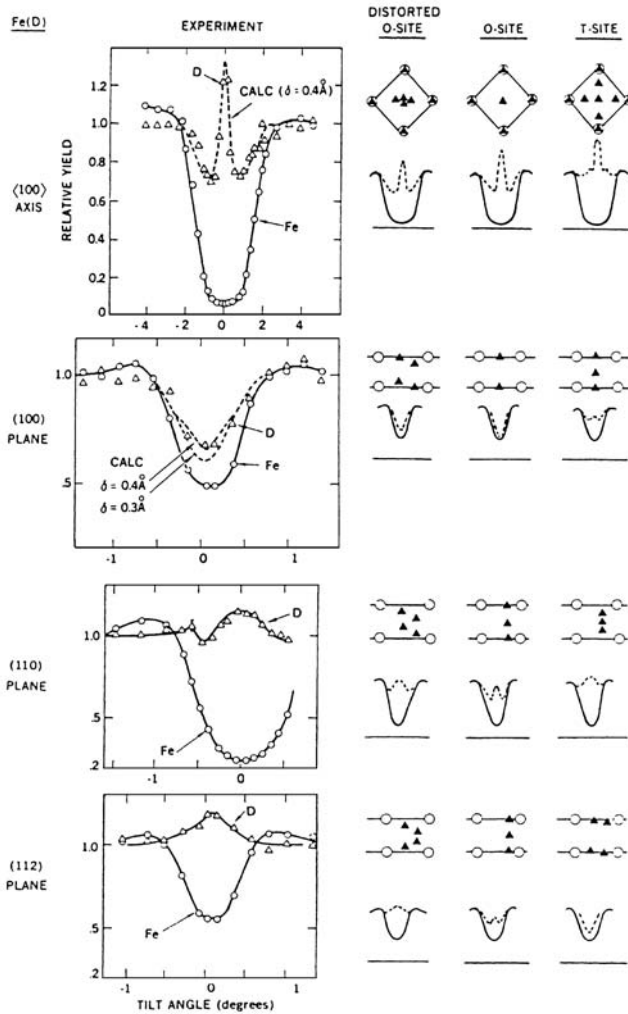 Fe(D)
EXPERIMENT
DISTORTED
O-SITE
O-SITE
T-SITE
⟨100⟩
AXIS
RELATIVE YIELD
1.2
1.0
0.8
0.6
0.4
0.2
0
D
CALC (δ = 0.4Å)
Fe
-4 -2 0 2 4
(100)
PLANE
1.0
.5
D
Fe
CALC
δ = 0.4Å
δ = 0.3Å
-1 0 1
(110)
PLANE
1.0
.5
.2
D
Fe
-1 0
(112)
PLANE
1.0
.5
.2
D
Fe
-1 0 1
TILT ANGLE (degrees)